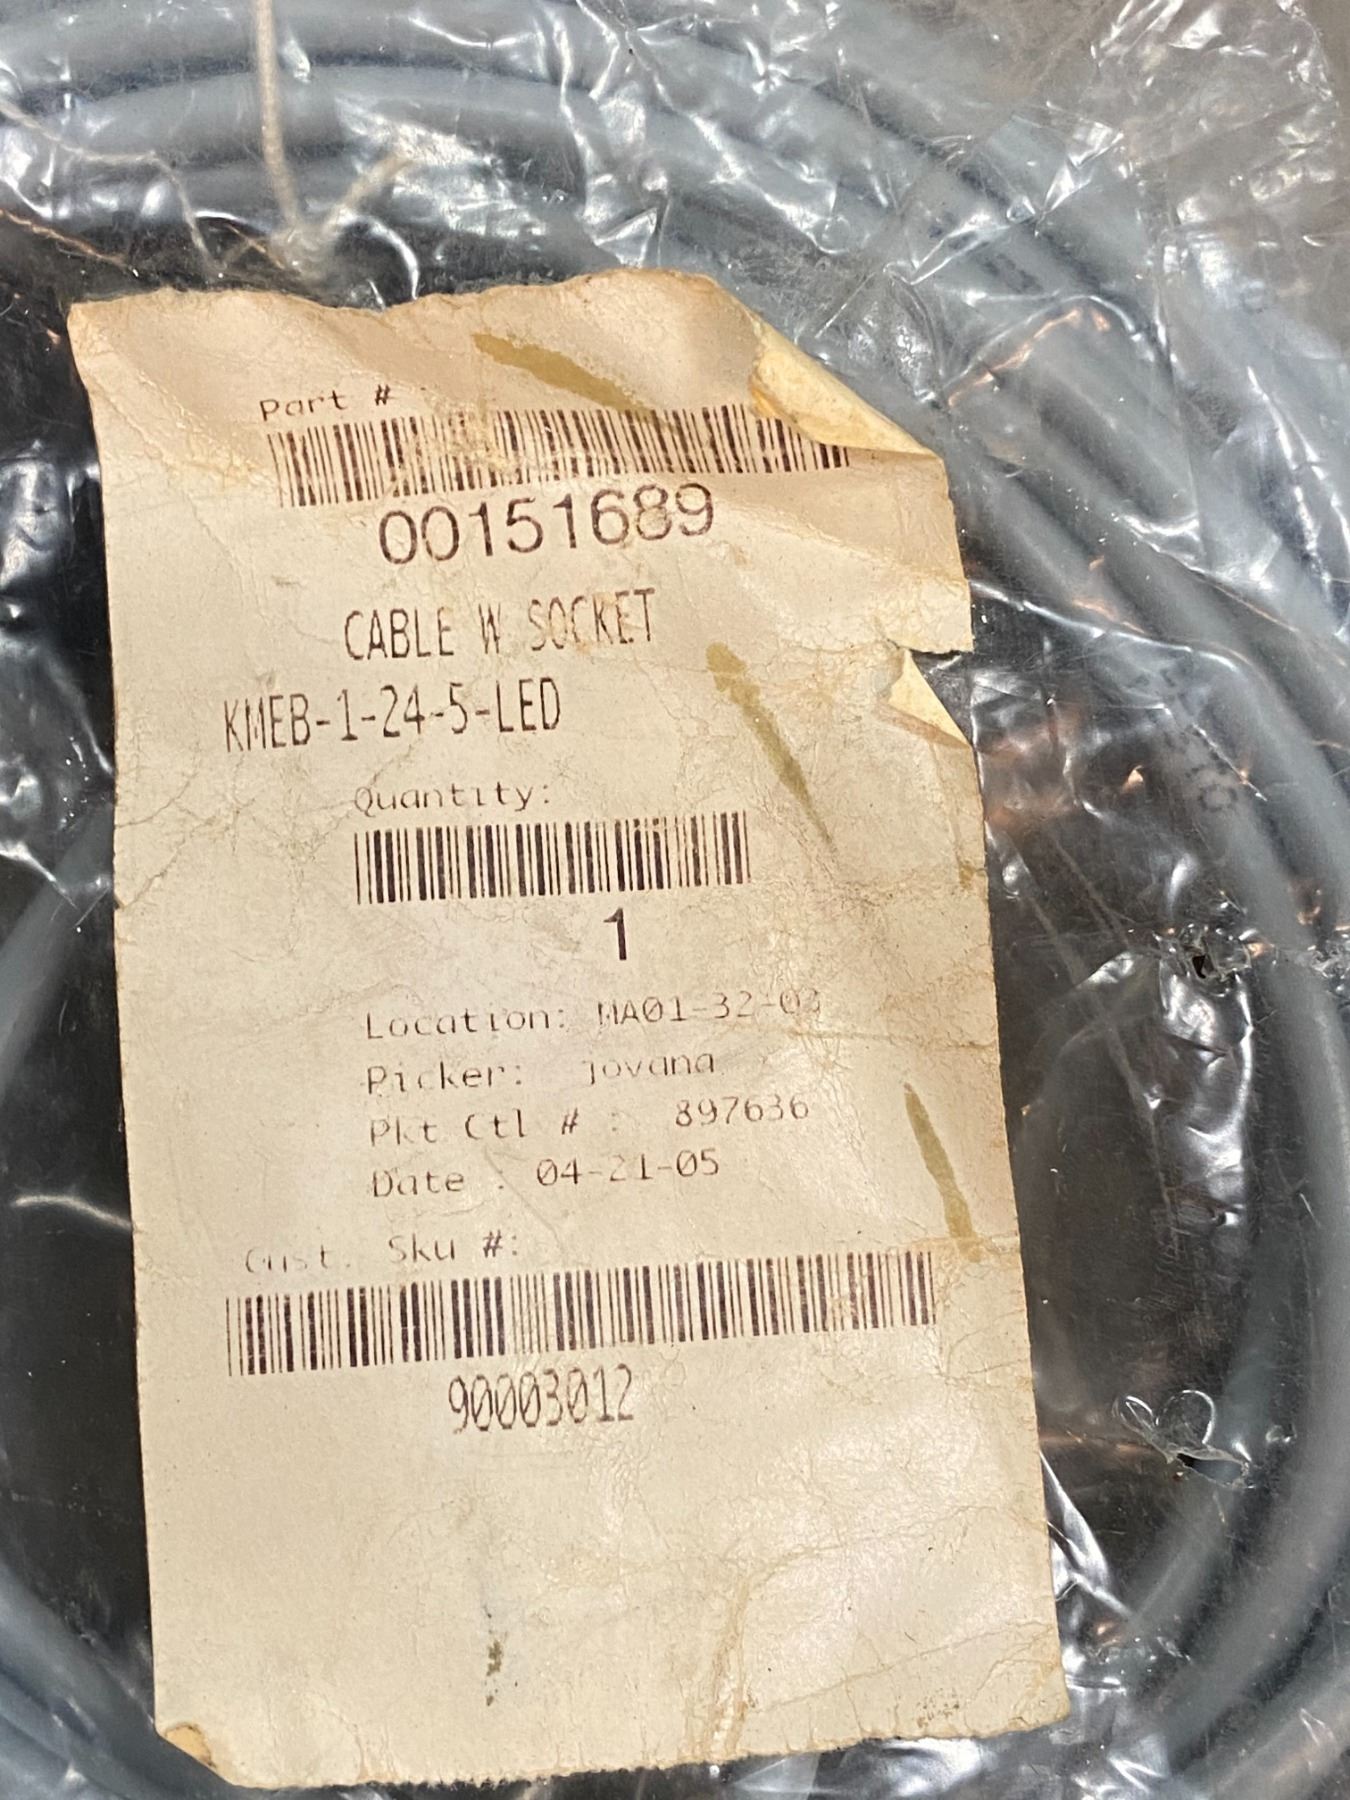 Part #
00151689
CABLE W SOCKET
KMEB-1-24-5-LED
Quantity:
1
Location: MA01-32-03
Picker: jovana
Pkt Ctl # : 897636
Date : 04-21-05
Cust. Sku #:
90003012